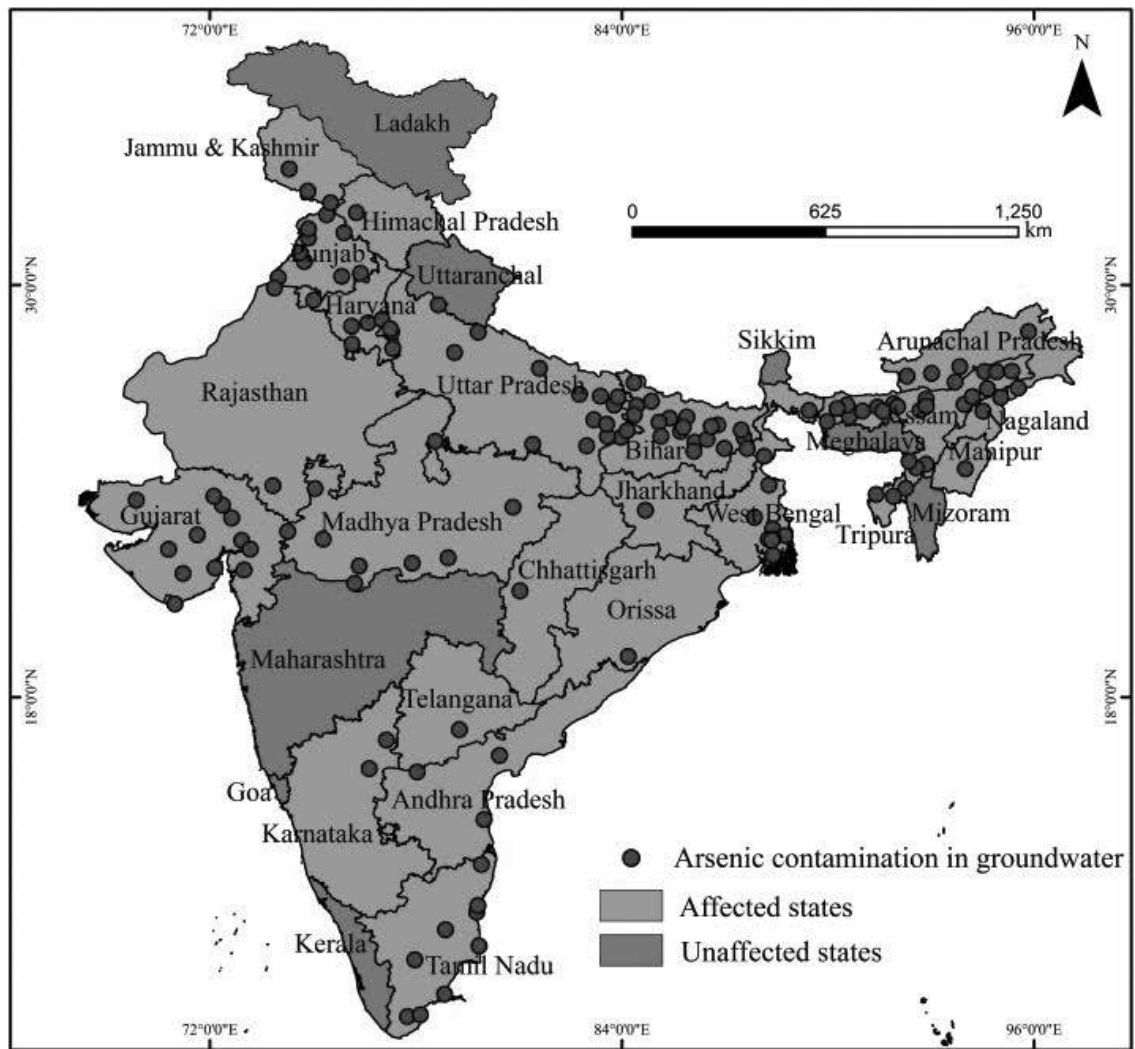 72°0'0"E
84°0'0"E
96°0'0"E
N
Ladakh
Jammu & Kashmir
Himachal Pradesh
0
625
1,250
km
Punjab
Uttaranchal
30°0'0"N
30°0'0"N
Harvana
Sikkim
Arunachal Pradesh
Rajasthan
Uttar Pradesh
Assam
Nagaland
Meghalaya
Bihar
Manipur
Jharkhand
Gujarat
Madhya Pradesh
West Bengal
Mizoram
Tripura
Chhattisgarh
Orissa
Maharashtra
Telangana
18°0'0"N
18°0'0"N
Goa
Andhra Pradesh
Karnataka
Arsenic contamination in groundwater
Affected states
Kerala
Unaffected states
Tamil Nadu
72°0'0"E
84°0'0"E
96°0'0"E